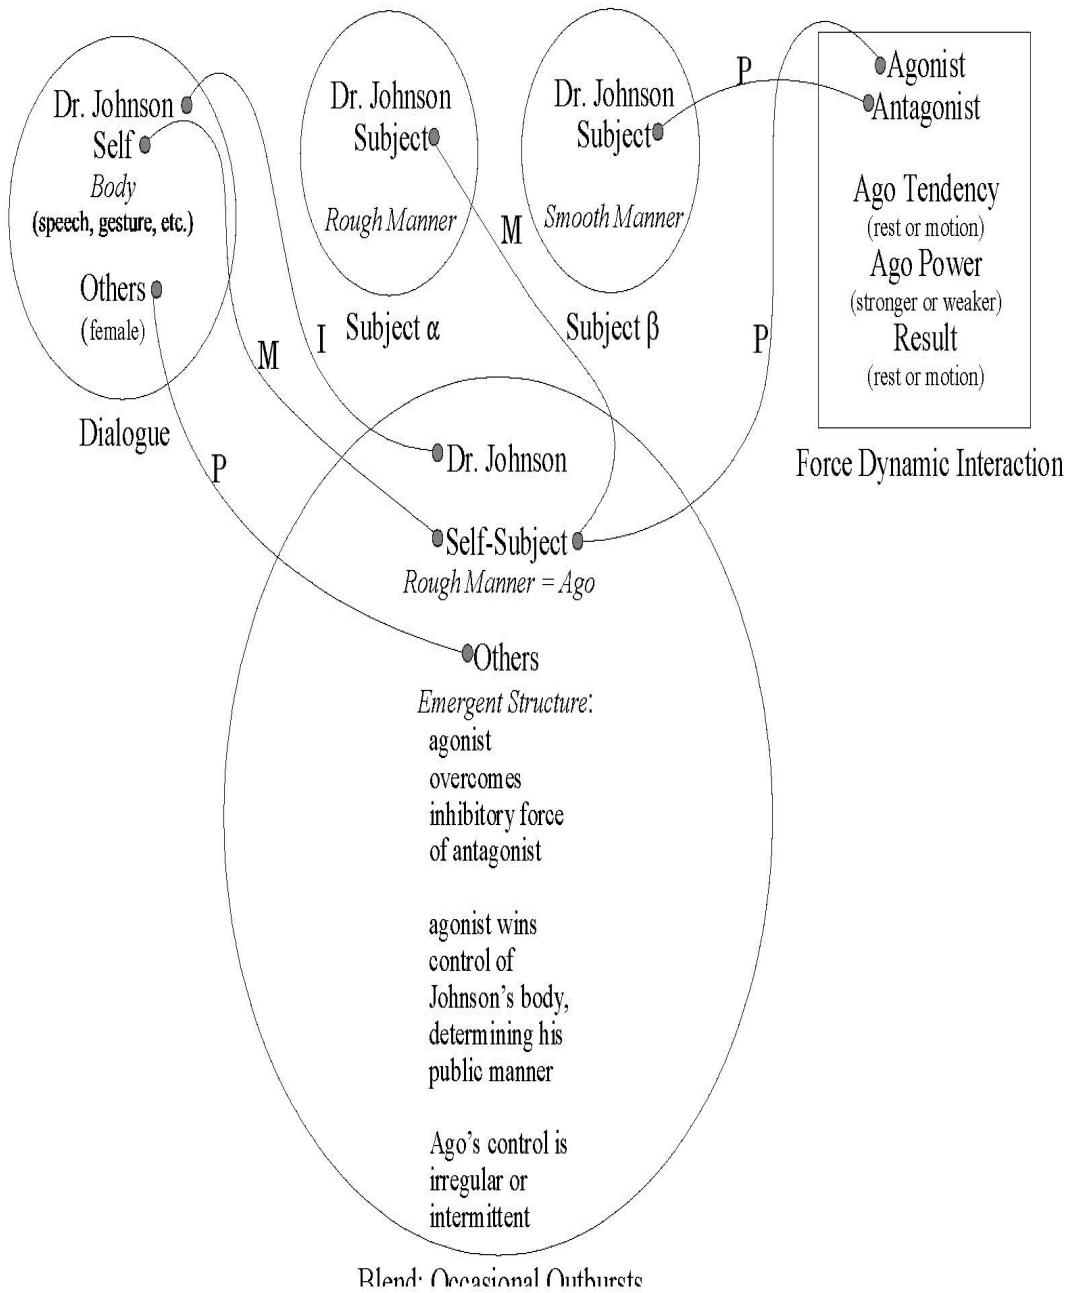 Dr. Johnson
Self
Body
(speech, gesture, etc.)
Others
(female)
Dialogue
Dr. Johnson
Subject
Rough Manner
Subject α
Dr. Johnson
Subject
Smooth Manner
Subject β
Agonist
Antagonist
Ago Tendency
(rest or motion)
Ago Power
(stronger or weaker)
Result
(rest or motion)
Force Dynamic Interaction
P
M
P
I
M
P
Dr. Johnson
Self-Subject
Rough Manner = Ago
Others
Emergent Structure:
agonist
overcomes
inhibitory force
of antagonist
agonist wins
control of
Johnson’s body,
determining his
public manner
Ago’s control is
irregular or
intermittent
Blend: Occasional Outbursts